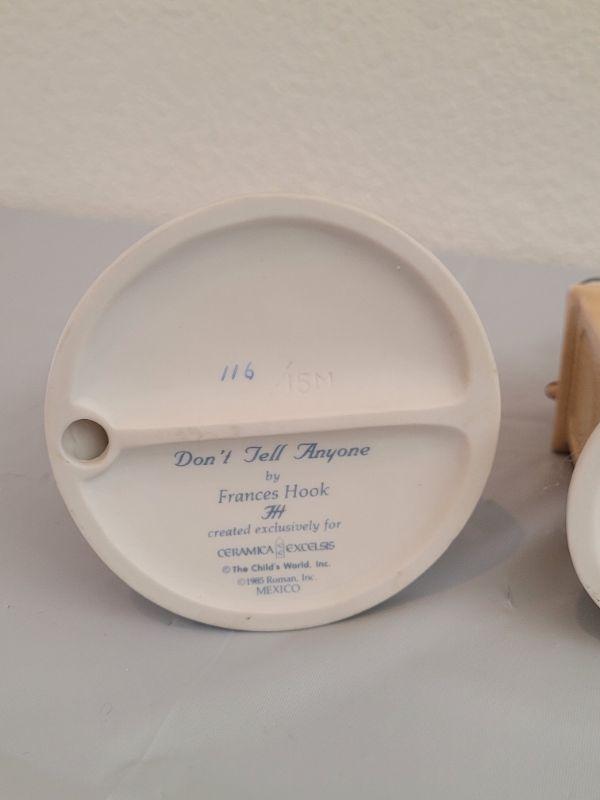 116 15M
Don't Tell Anyone
by
Frances Hook
FH
created exclusively for
CERAMICA EXCELSIS
© The Child's World, Inc.
©1985 Roman, Inc.
MEXICO